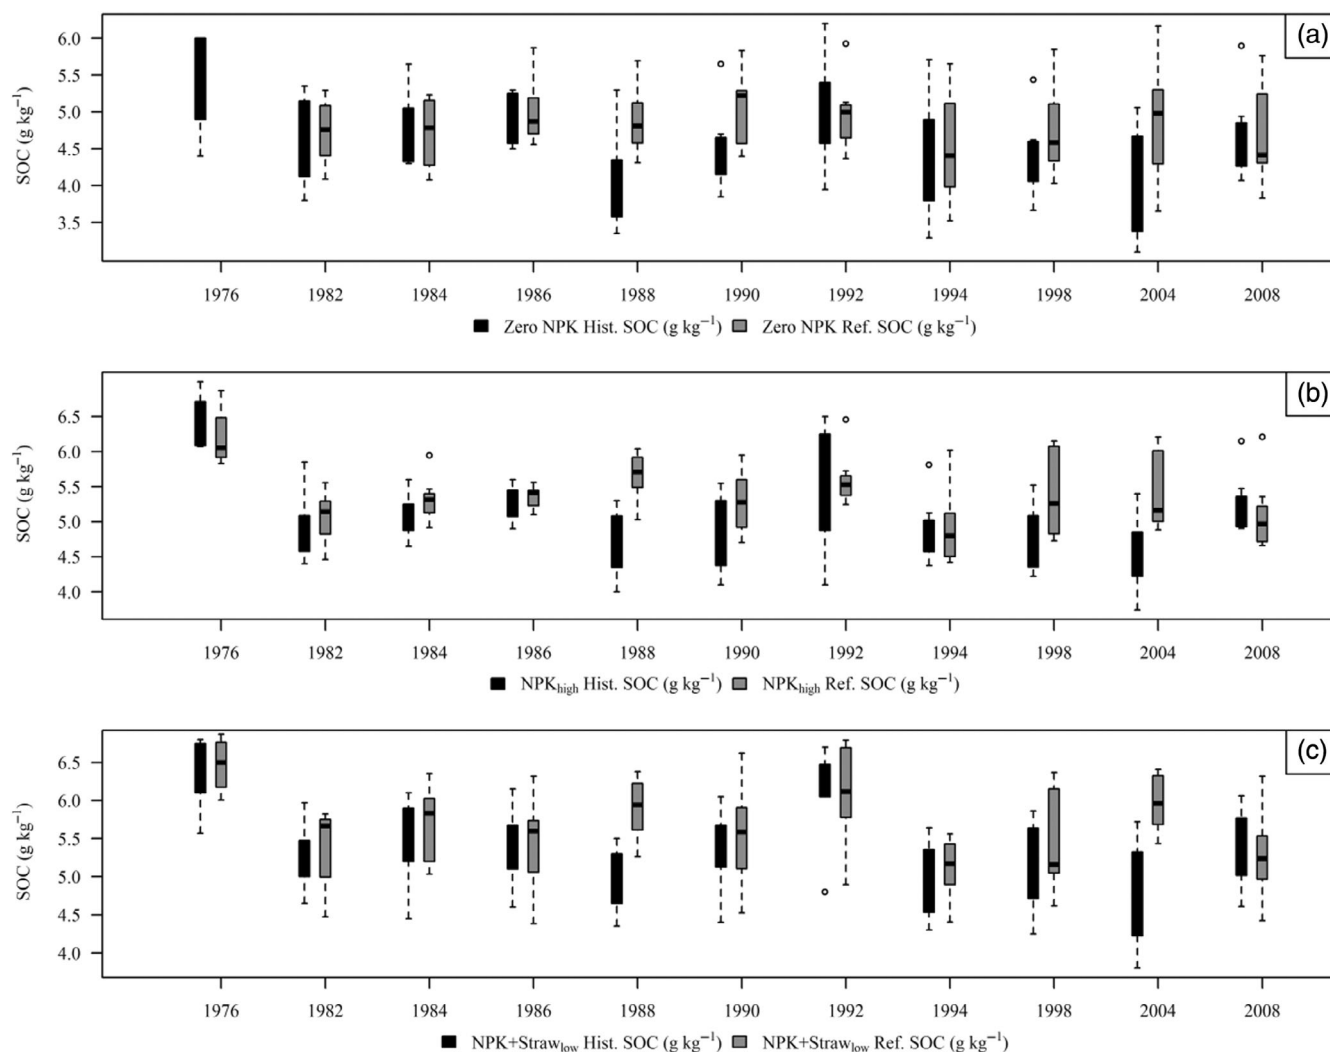 (a)
SOC (g kg⁻¹)
6.0
5.5
5.0
4.5
4.0
3.5
1976 1982 1984 1986 1988 1990 1992 1994 1998 2004 2008
Zero NPK Hist. SOC (g kg⁻¹) Zero NPK Ref. SOC (g kg⁻¹)
(b)
SOC (g kg⁻¹)
6.5
6.0
5.5
5.0
4.5
4.0
1976 1982 1984 1986 1988 1990 1992 1994 1998 2004 2008
NPKhigh Hist. SOC (g kg⁻¹) NPKhigh Ref. SOC (g kg⁻¹)
(c)
SOC (g kg⁻¹)
6.5
6.0
5.5
5.0
4.5
4.0
1976 1982 1984 1986 1988 1990 1992 1994 1998 2004 2008
NPK+Strawlow Hist. SOC (g kg⁻¹) NPK+Strawlow Ref. SOC (g kg⁻¹)